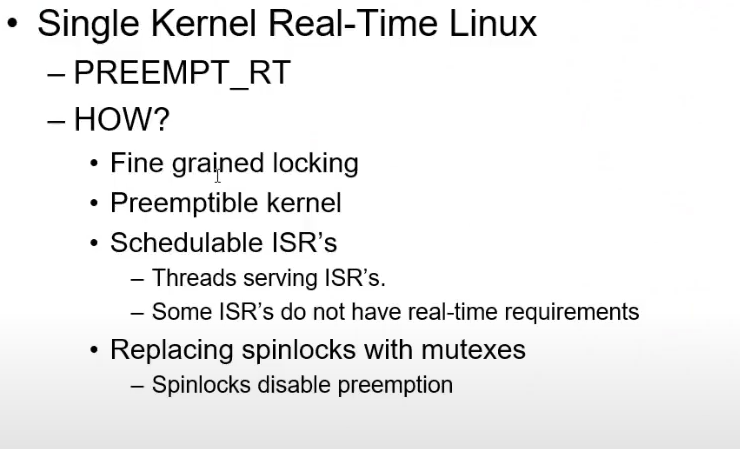 • Single Kernel Real-Time Linux
– PREEMPT_RT
– HOW?
• Fine grained locking
• Preemptible kernel
• Schedulable ISR's
– Threads serving ISR's.
– Some ISR's do not have real-time requirements
• Replacing spinlocks with mutexes
– Spinlocks disable preemption